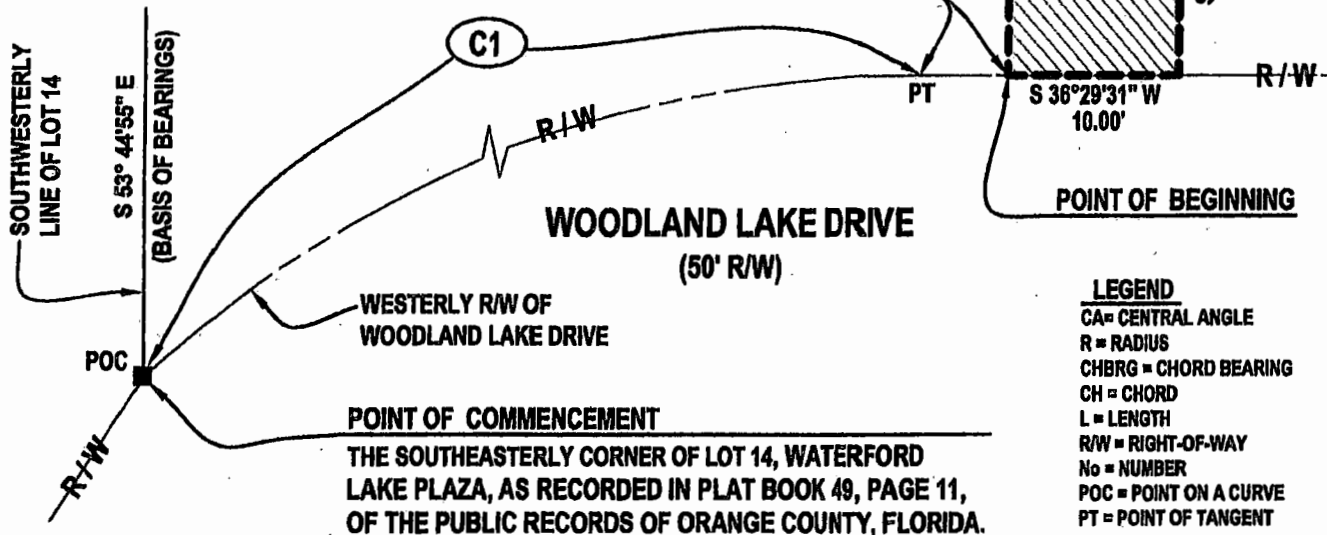 SOUTHWESTERLY
LINE OF LOT 14
S 53° 44'55" E
(BASIS OF BEARINGS)
C1
R / W
PT
S 36°29'31" W
10.00'
R / W
POINT OF BEGINNING
WOODLAND LAKE DRIVE
(50' R/W)
WESTERLY R/W OF
WOODLAND LAKE DRIVE
POC
R / W
POINT OF COMMENCEMENT
THE SOUTHEASTERLY CORNER OF LOT 14, WATERFORD
LAKE PLAZA, AS RECORDED IN PLAT BOOK 49, PAGE 11,
OF THE PUBLIC RECORDS OF ORANGE COUNTY, FLORIDA.
LEGEND
CA= CENTRAL ANGLE
R = RADIUS
CHBRG = CHORD BEARING
CH = CHORD
L = LENGTH
R/W = RIGHT-OF-WAY
No = NUMBER
POC = POINT ON A CURVE
PT = POINT OF TANGENT